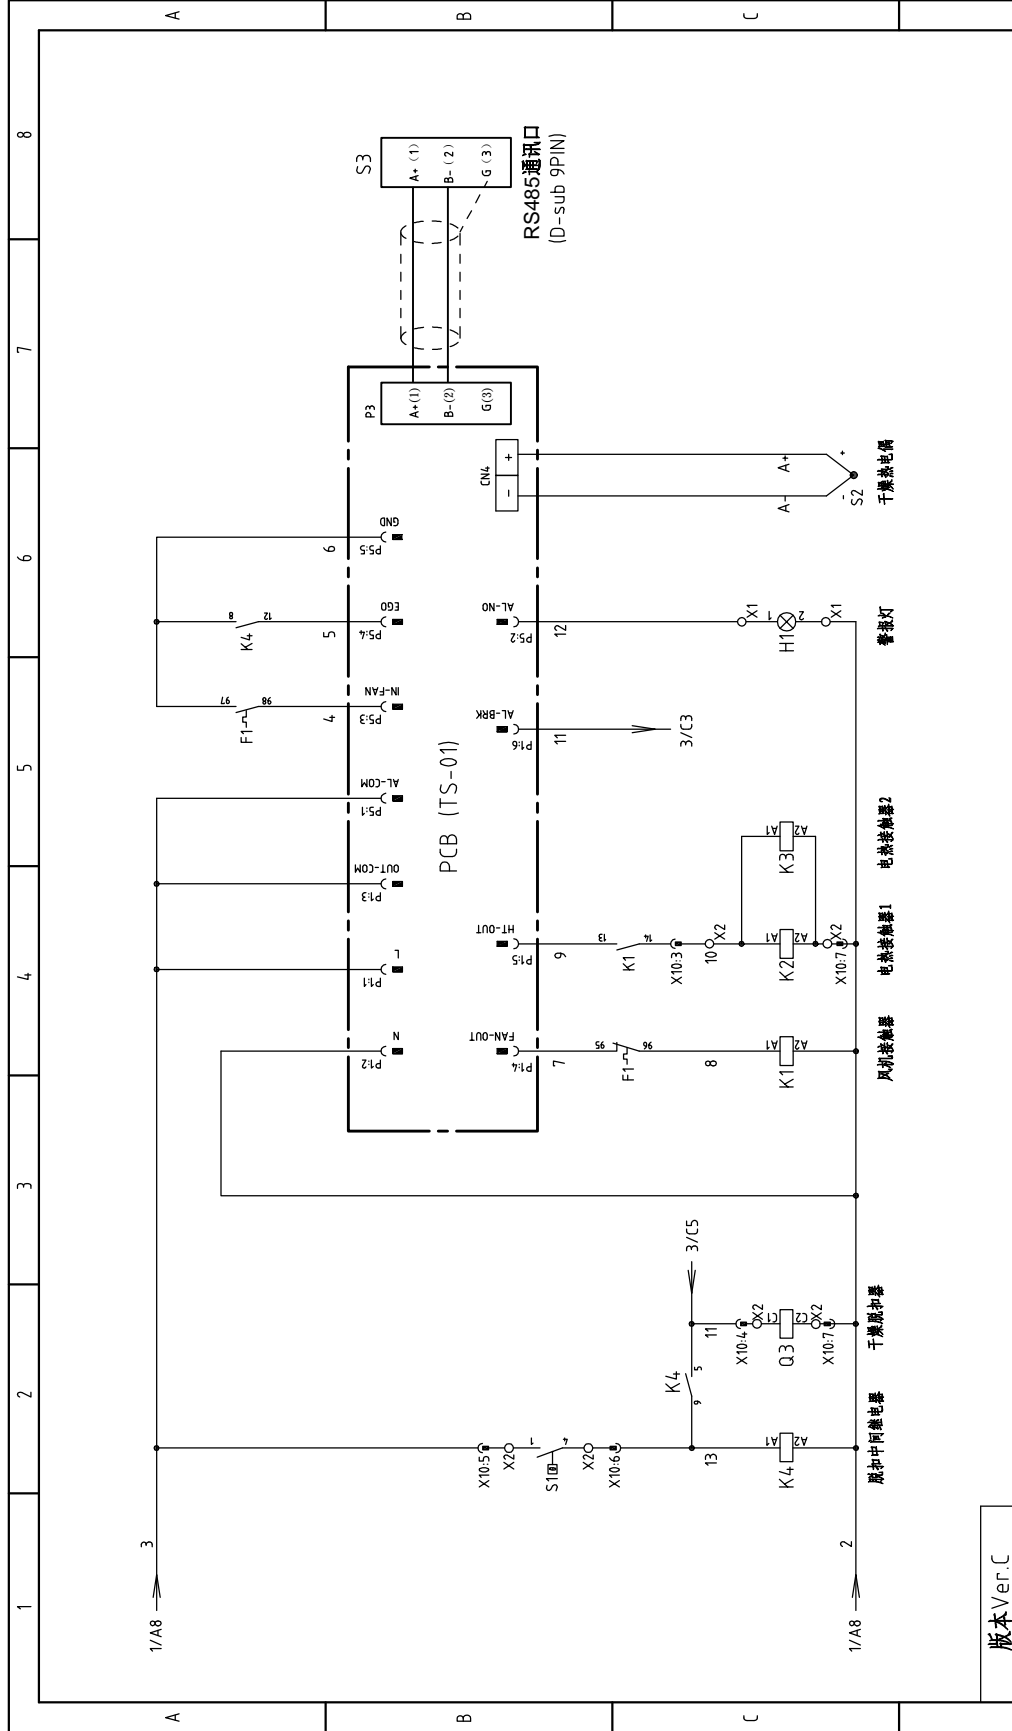 1
2
3
4
5
6
7
8
A
A
B
B
C
C
1/A8
3
1/A8
2
X10:5
X2
S1
1
4
X2
X10:6
13
K4
A1
A2
脱扣中间继电器
K4
9
5
3/C5
11
X10:4
X2
C1
Q3
C2
X2
X10:7
干燥脱扣器
N
P1:2
L
P1:1
OUT-COM
P1:3
AL-COM
P5:1
F1
97
98
4
IN-FAN
P5:3
K4
8
12
5
EGO
P5:4
6
GND
P5:5
PCB (TS-01)
FAN-OUT
P1:4
7
95
F1
96
8
K1
A1
A2
风机接触器
HT-OUT
P1:5
9
13
K1
14
X10:3
X2
10
K2
A1
A2
X2
X10:7
电热接触器1
K3
A1
A2
电热接触器2
AL-BRK
P1:6
11
3/C3
AL-NO
P5:2
12
X1
1
H1
2
X1
警报灯
CN4
-
+
A-
A+
-
+
S2
干燥热电偶
P3
A+(1)
B-(2)
G(3)
S3
A+(1)
B-(2)
G(3)
RS485通讯口
(D-sub 9PIN)
版本Ver.C